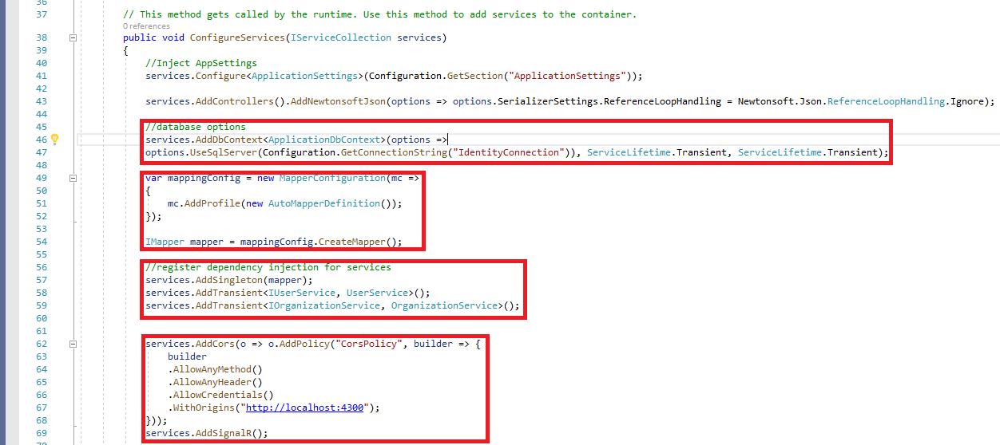 36
37 // This method gets called by the runtime. Use this method to add services to the container.
0 references
38 public void ConfigureServices(IServiceCollection services)
39 {
40 //Inject AppSettings
41 services.Configure<ApplicationSettings>(Configuration.GetSection("ApplicationSettings"));
42
43 services.AddControllers().AddNewtonsoftJson(options => options.SerializerSettings.ReferenceLoopHandling = Newtonsoft.Json.ReferenceLoopHandling.Ignore);
44
45 //database options
46 services.AddDbContext<ApplicationDbContext>(options =>
47 options.UseSqlServer(Configuration.GetConnectionString("IdentityConnection")), ServiceLifetime.Transient, ServiceLifetime.Transient);
48
49 var mappingConfig = new MapperConfiguration(mc =>
50 {
51 mc.AddProfile(new AutoMapperDefinition());
52 });
53
54 IMapper mapper = mappingConfig.CreateMapper();
55
56 //register dependency injection for services
57 services.AddSingleton(mapper);
58 services.AddTransient<IUserService, UserService>();
59 services.AddTransient<IOrganizationService, OrganizationService>();
60
61
62 services.AddCors(o => o.AddPolicy("CorsPolicy", builder => {
63 builder
64 .AllowAnyMethod()
65 .AllowAnyHeader()
66 .AllowCredentials()
67 .WithOrigins("http://localhost:4300");
68 }));
69 services.AddSignalR();
70